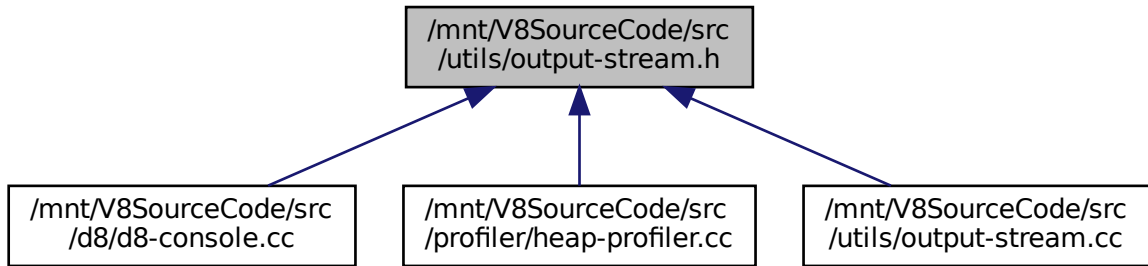 /mnt/V8SourceCode/src
/utils/output-stream.h
/mnt/V8SourceCode/src
/d8/d8-console.cc
/mnt/V8SourceCode/src
/profiler/heap-profiler.cc
/mnt/V8SourceCode/src
/utils/output-stream.cc